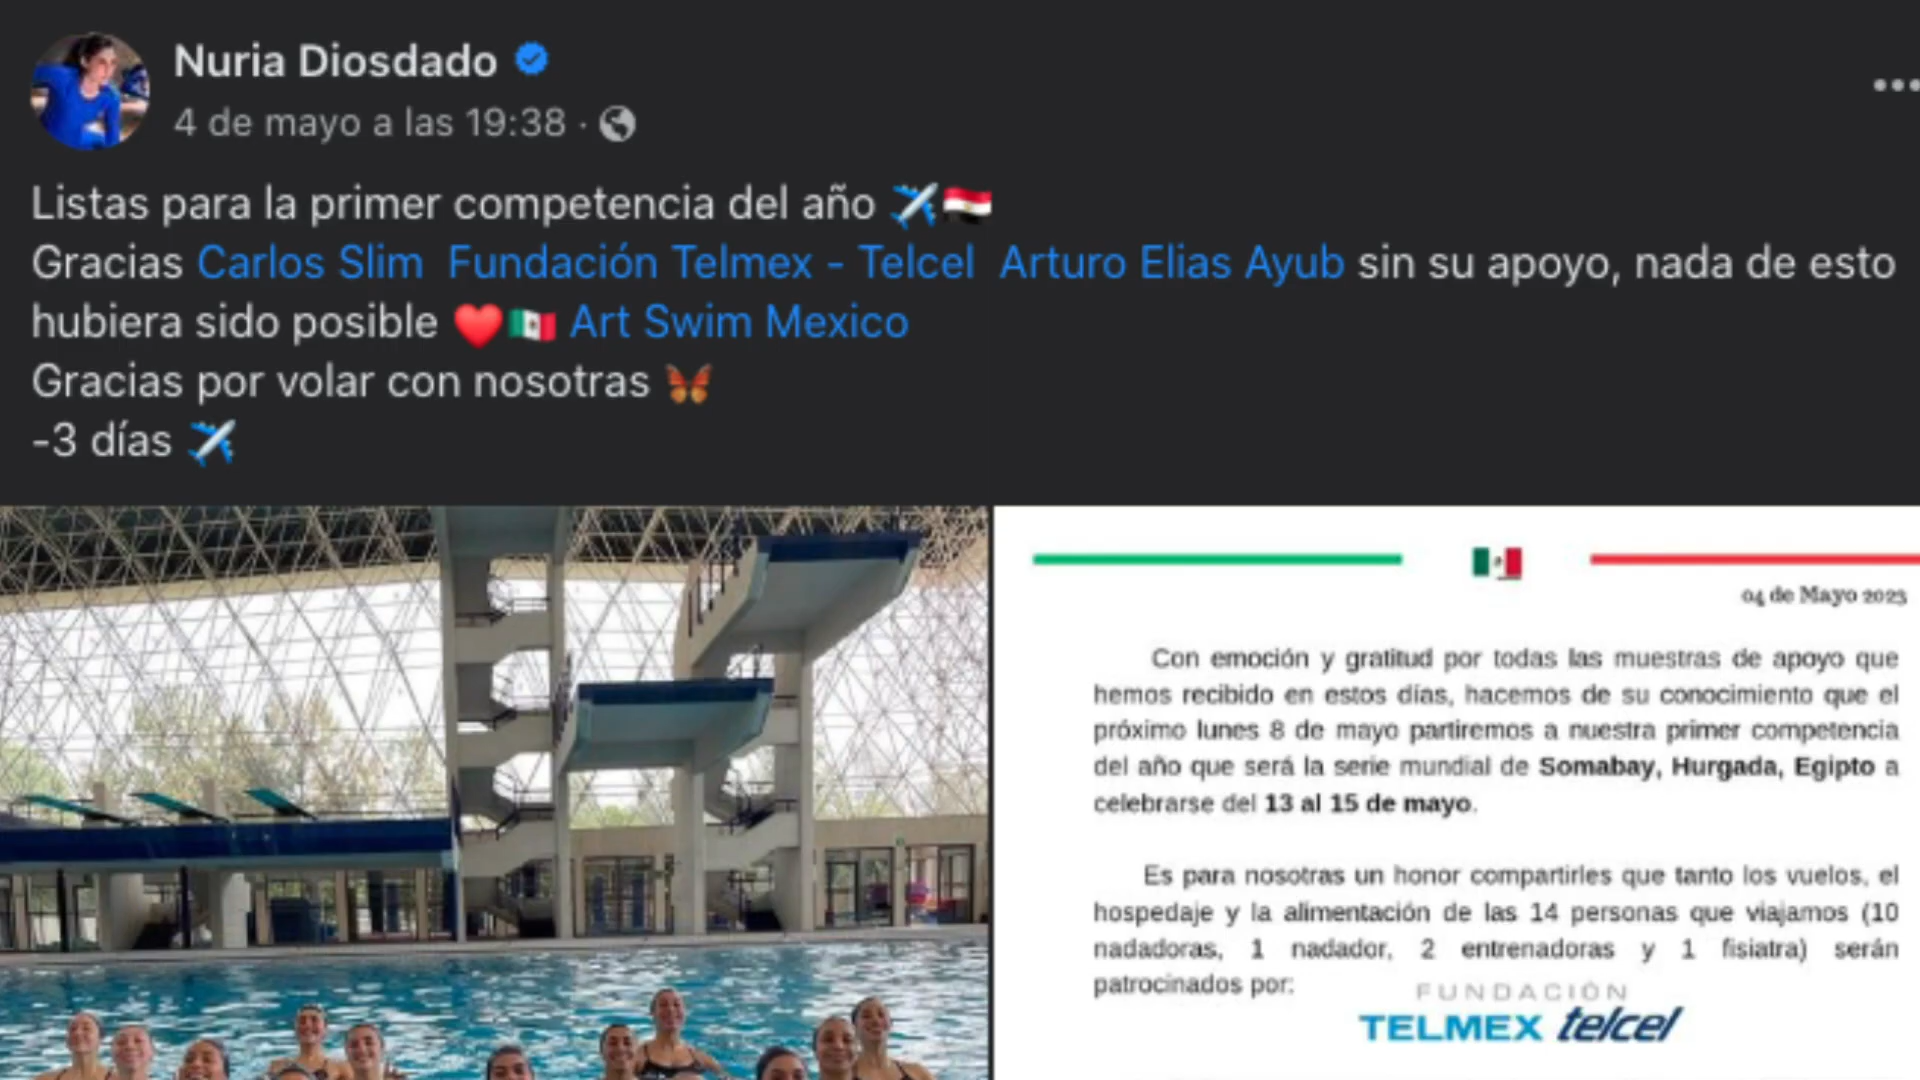 Nuria Diosdado
4 de mayo a las 19:38 ·
Listas para la primer competencia del año ✈️🇪🇬
Gracias Carlos Slim Fundación Telmex - Telcel Arturo Elias Ayub sin su apoyo, nada de esto
hubiera sido posible ❤️🇲🇽 Art Swim Mexico
Gracias por volar con nosotras 🦋
-3 días ✈️
04 de Mayo 2023
Con emoción y gratitud por todas las muestras de apoyo que
hemos recibido en estos días, hacemos de su conocimiento que el
próximo lunes 8 de mayo partiremos a nuestra primer competencia
del año que será la serie mundial de Somabay, Hurgada, Egipto a
celebrarse del 13 al 15 de mayo.
Es para nosotras un honor compartirles que tanto los vuelos, el
hospedaje y la alimentación de las 14 personas que viajamos (10
nadadoras, 1 nadador, 2 entrenadoras y 1 fisiatra) serán
patrocinados por:
FUNDACIÓN
TELMEX telcel